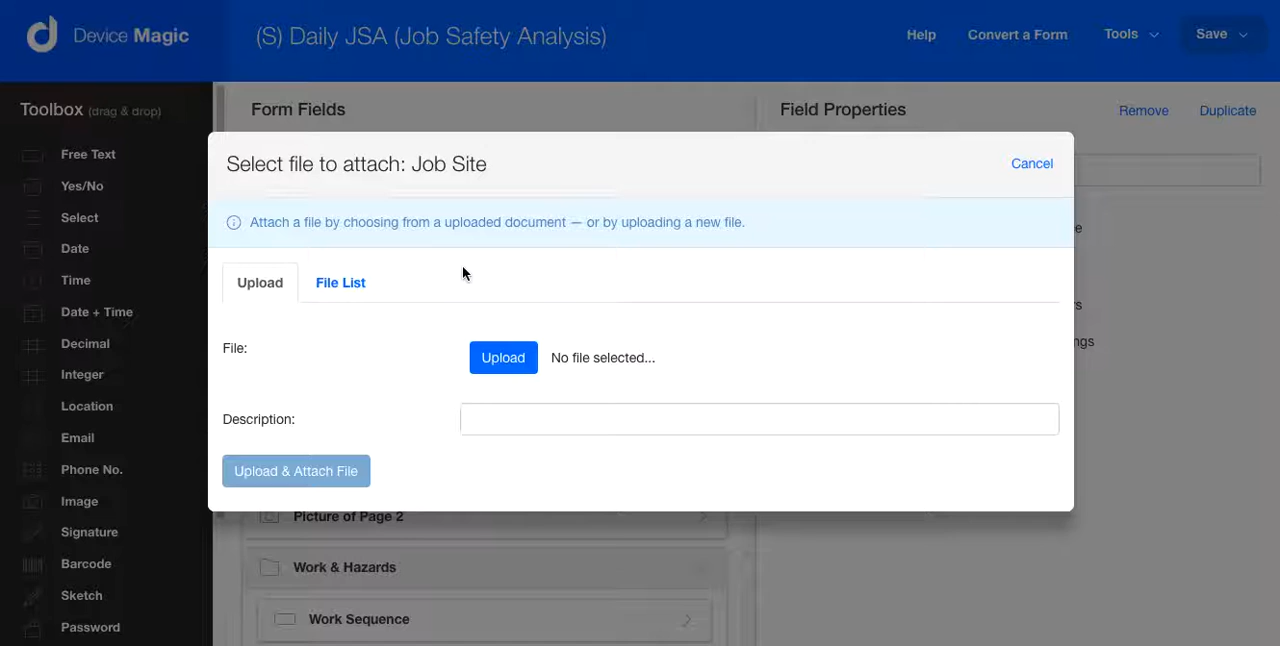 Device Magic
(S) Daily JSA (Job Safety Analysis)
Help
Convert a Form
Tools
Save
Toolbox (drag & drop)
Form Fields
Field Properties
Remove
Duplicate
Free Text
Yes/No
Select
Date
Time
Date + Time
Decimal
Integer
Location
Email
Phone No.
Image
Signature
Barcode
Sketch
Password
Select file to attach: Job Site
Cancel
Attach a file by choosing from a uploaded document — or by uploading a new file.
Upload
File List
File:
Upload
No file selected...
Description:
Upload & Attach File
Picture of Page 2
Work & Hazards
Work Sequence